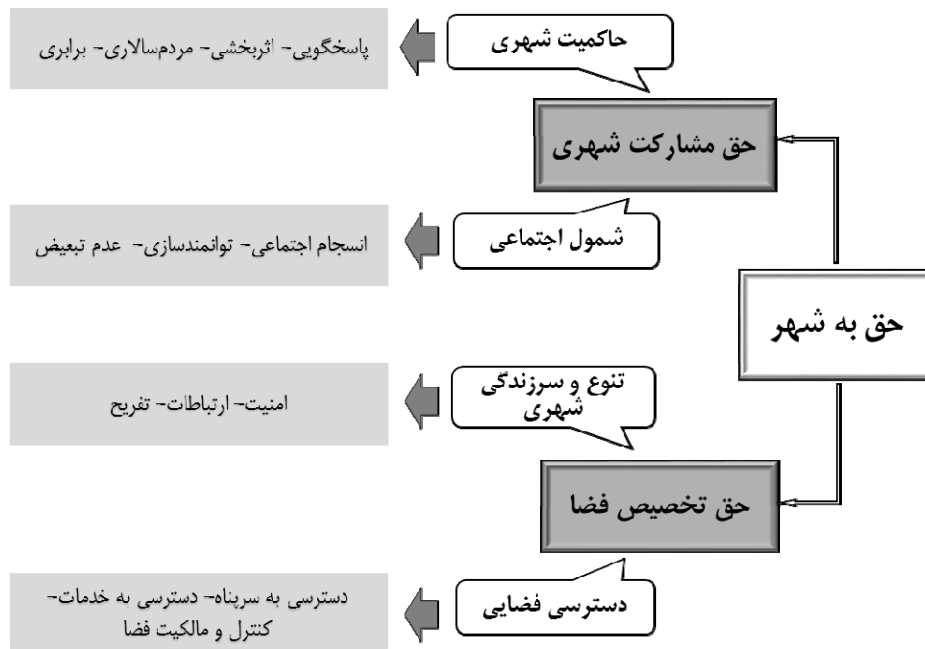 حاکمیت شهری
پاسخگویی- اثربخشی- مردم‌سالاری- برابری
حق مشارکت شهری
شمول اجتماعی
انسجام اجتماعی- توانمندسازی- عدم تبعیض
حق به شهر
تنوع و سرزندگی
شهری
امنیت- ارتباطات- تفریح
حق تخصیص فضا
دسترسی فضایی
دسترسی به سرپناه- دسترسی به خدمات-
کنترل و مالکیت فضا